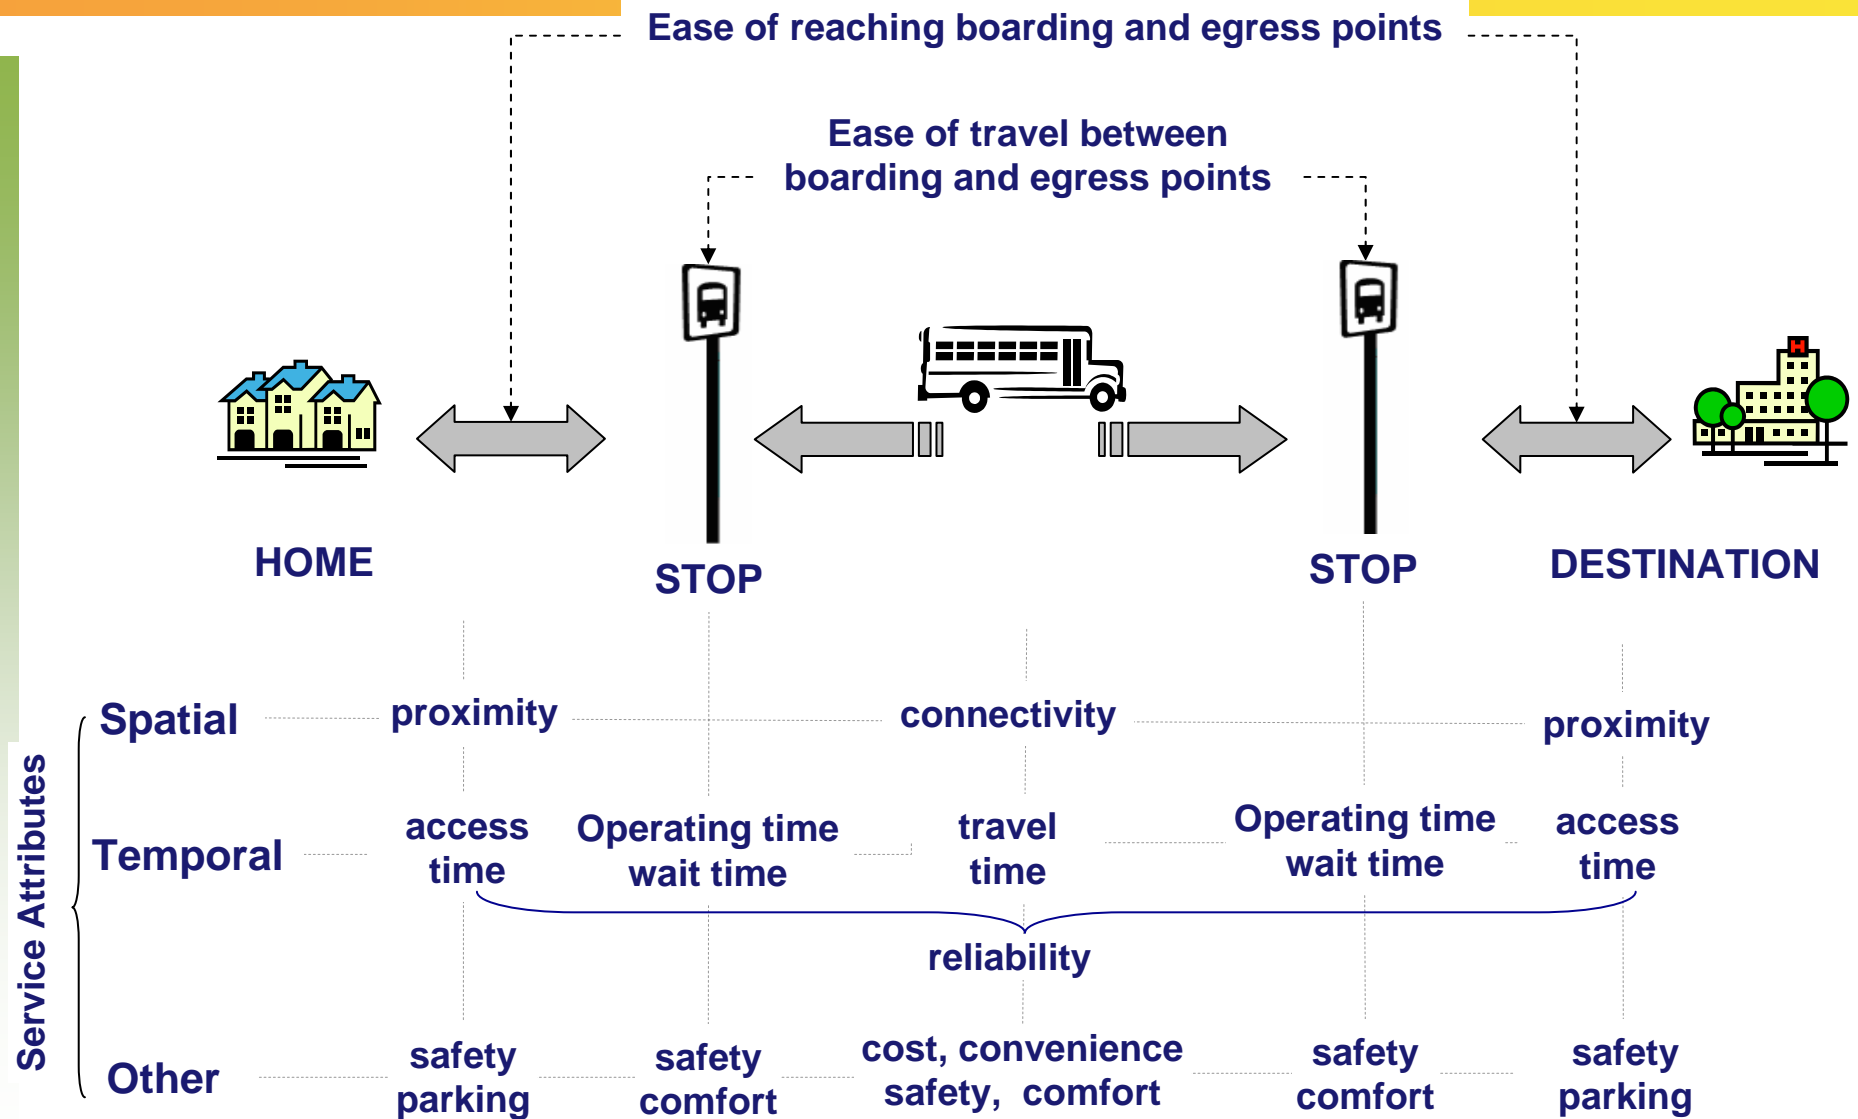 Ease of reaching boarding and egress points
Ease of travel between
boarding and egress points
H
HOME
STOP
STOP
DESTINATION
Service Attributes
Spatial
proximity
connectivity
proximity
Temporal
access
time
Operating time
wait time
travel
time
Operating time
wait time
access
time
reliability
Other
safety
parking
safety
comfort
cost, convenience
safety, comfort
safety
comfort
safety
parking